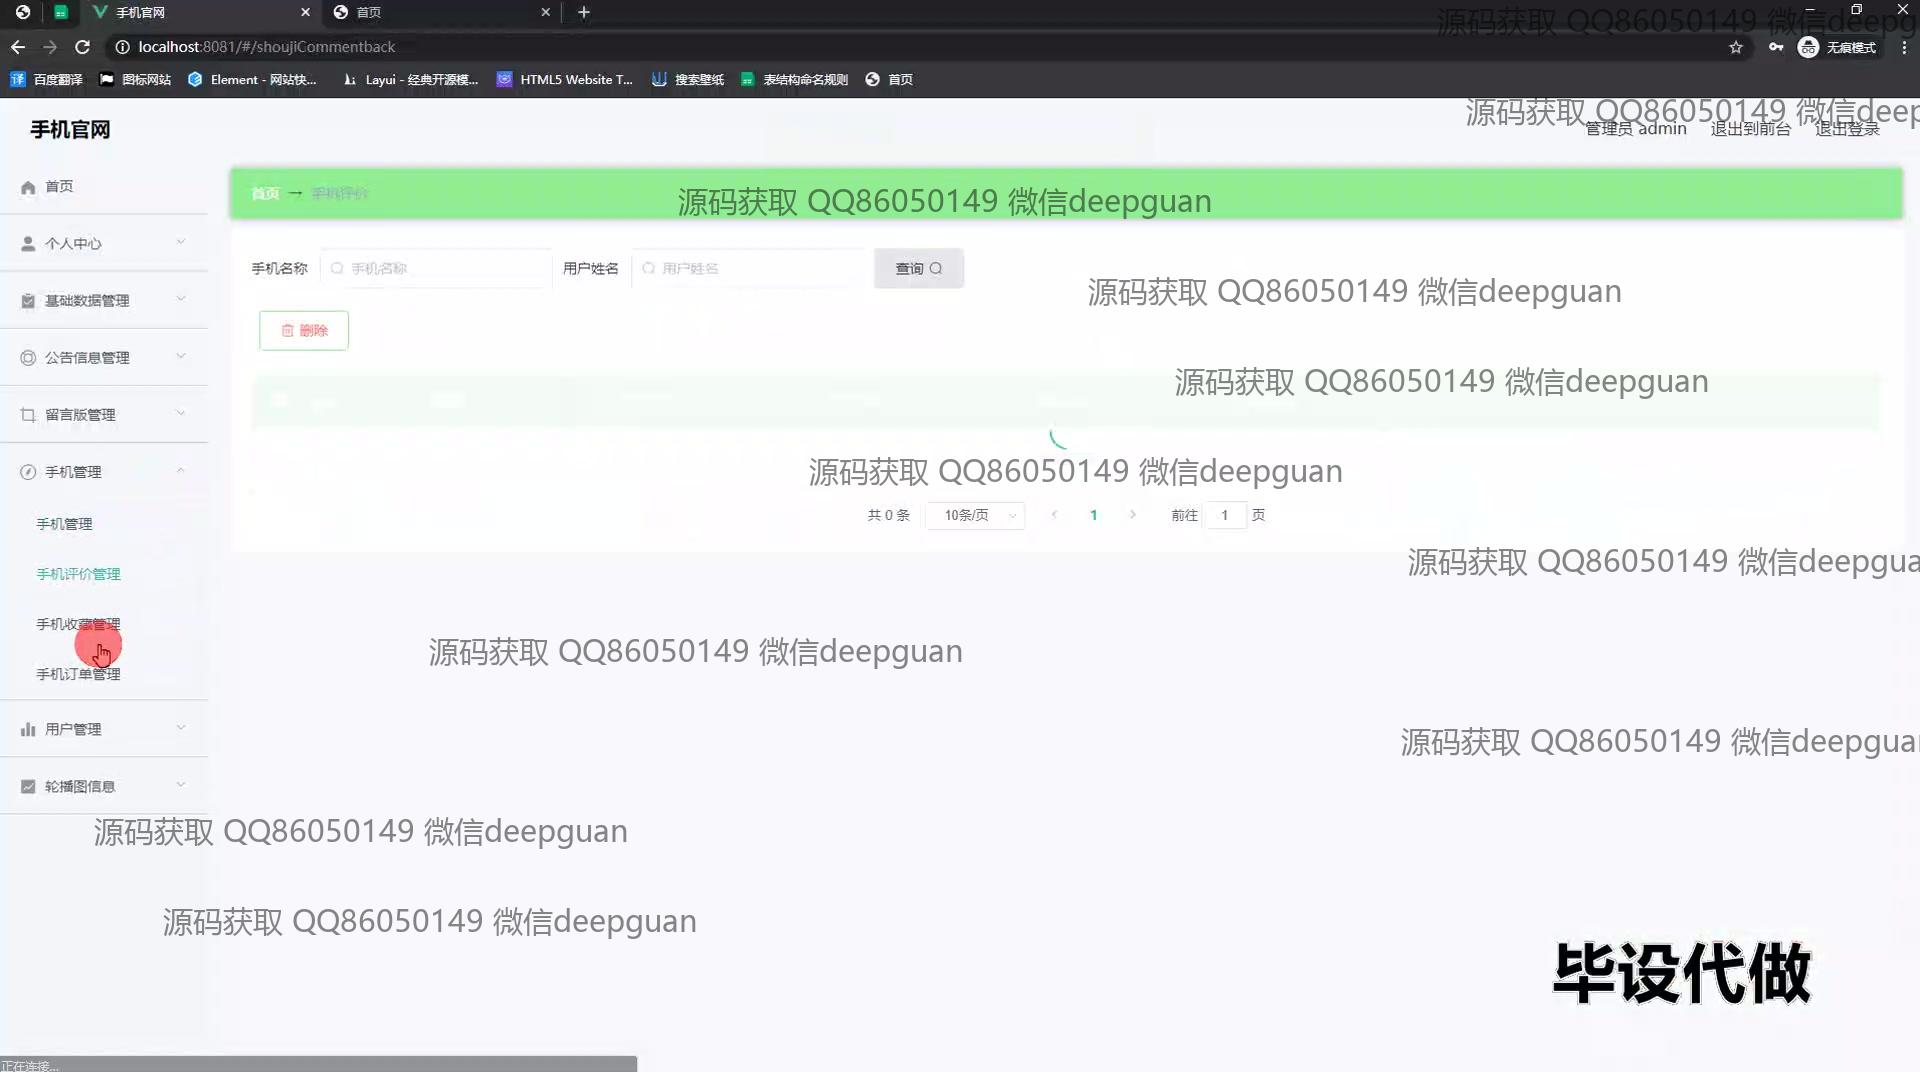 手机官网
首页
localhost:8081/#/shoujiCommentback
无痕模式
百度翻译
图标网站
Element - 网站快...
Layui - 经典开源模...
HTML5 Website T...
搜索壁纸
表结构命名规则
首页
源码获取 QQ86050149 微信deepg
源码获取 QQ86050149 微信deep
手机官网
管理员 admin
退出到前台
退出登录
首页
个人中心
基础数据管理
公告信息管理
留言版管理
手机管理
手机管理
手机评价管理
手机收藏管理
手机订单管理
用户管理
轮播图信息
首页 → 手机评价
源码获取 QQ86050149 微信deepguan
手机名称
手机名称
用户姓名
用户姓名
查询
源码获取 QQ86050149 微信deepguan
删除
源码获取 QQ86050149 微信deepguan
源码获取 QQ86050149 微信deepguan
共 0 条
10条/页
1
前往
1
页
源码获取 QQ86050149 微信deepgua
源码获取 QQ86050149 微信deepguan
源码获取 QQ86050149 微信deepgua
源码获取 QQ86050149 微信deepguan
源码获取 QQ86050149 微信deepguan
毕设代做
正在连接...